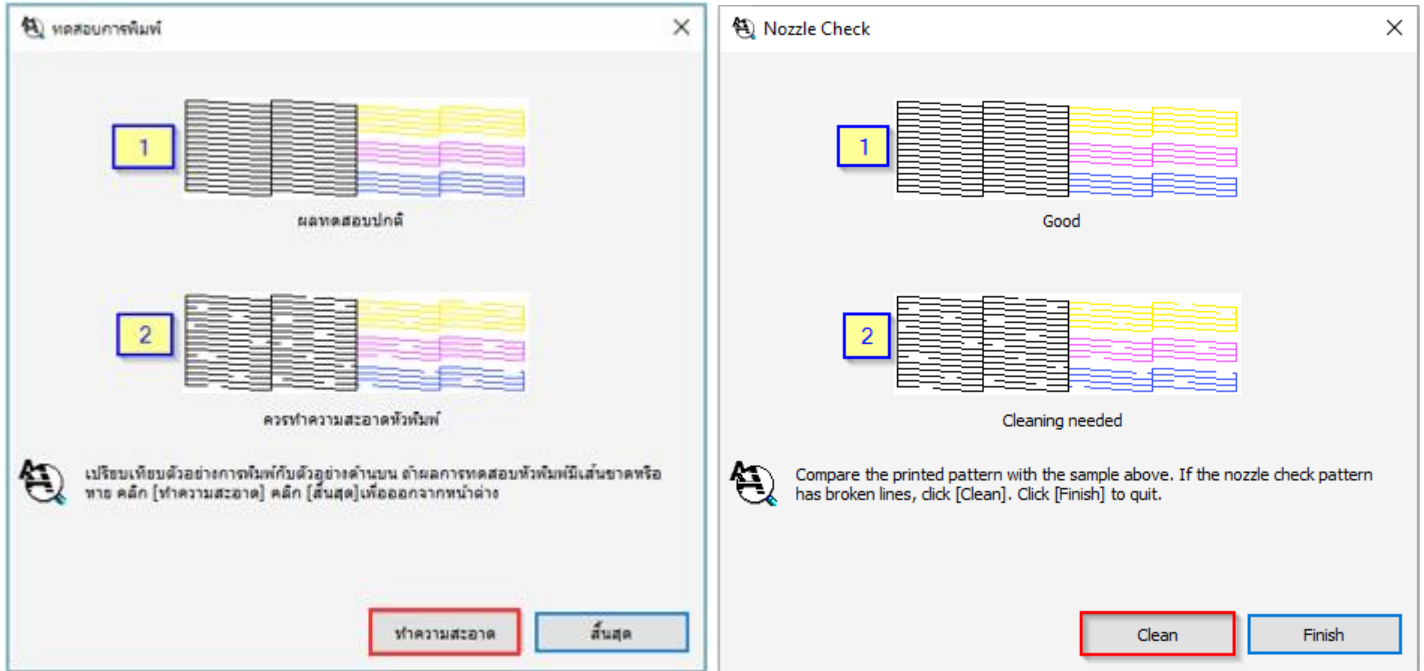 ทดสอบการพิมพ์
1
ผลทดสอบปกติ
2
ควรทำความสะอาดหัวพิมพ์
เปรียบเทียบตัวอย่างการพิมพ์กับตัวอย่างด้านบน ถ้าผลการทดสอบหัวพิมพ์มีเส้นขาดหรือ
หาย คลิก [ทำความสะอาด] คลิก [สิ้นสุด]เพื่อออกจากหน้าต่าง
ทำความสะอาด
สิ้นสุด
Nozzle Check
1
Good
2
Cleaning needed
Compare the printed pattern with the sample above. If the nozzle check pattern
has broken lines, click [Clean]. Click [Finish] to quit.
Clean
Finish